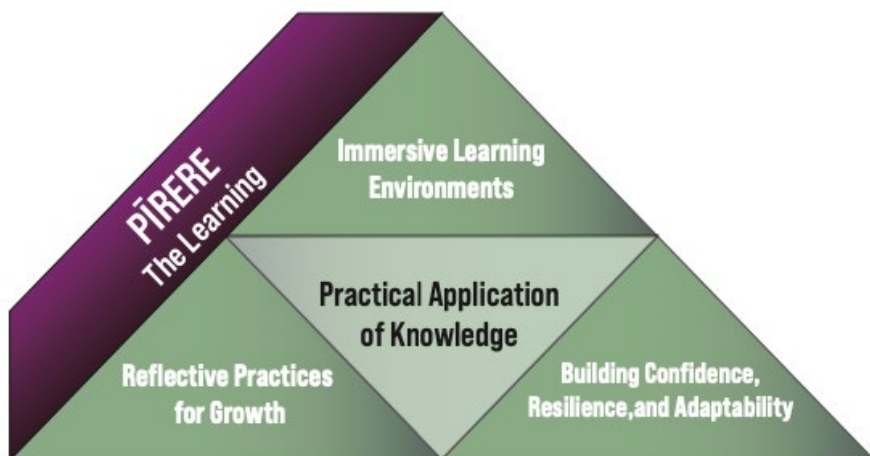 PĪRERE
The Learning
Immersive Learning
Environments
Practical Application
of Knowledge
Reflective Practices
for Growth
Building Confidence,
Resilience,and Adaptability